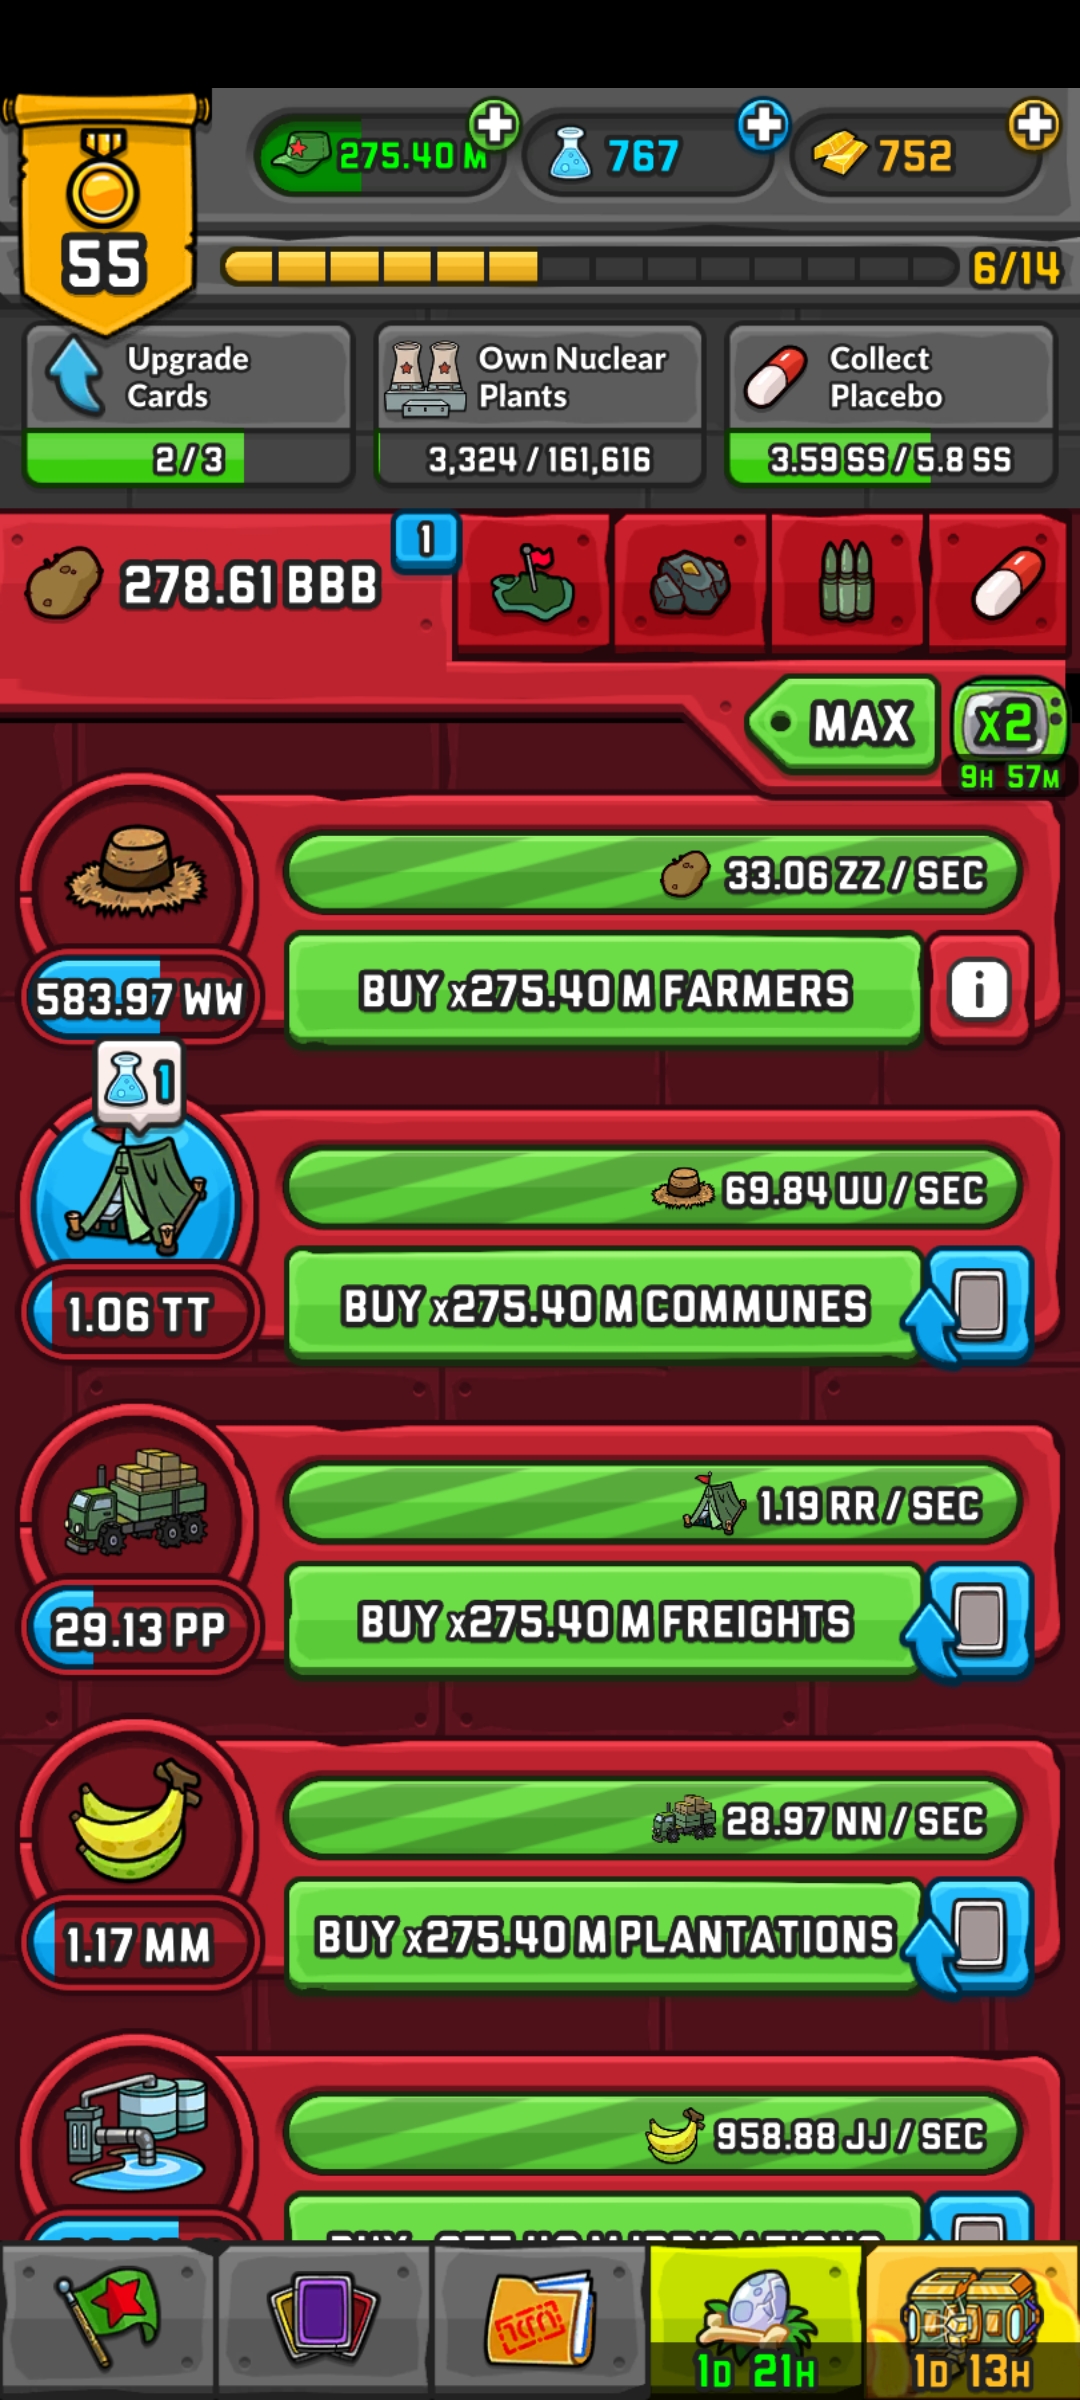 275.40 M
767
752
55
6/14
Upgrade
Cards
Own Nuclear
Plants
Collect
Placebo
2/3
3,324/161,616
3.59 SS/5.8 SS
278.61 BBB
1
MAX
x2
9H 57M
33.06 ZZ/SEC
583.97 WW
BUY x275.40 M FARMERS
i
1
69.84 UU/SEC
1.06 TT
BUY x275.40 M COMMUNES
1.19 RR/SEC
29.13 PP
BUY x275.40 M FREIGHTS
28.97 NN/SEC
1.17 MM
BUY x275.40 M PLANTATIONS
958.88 JJ/SEC
1D 21H
1D 13H